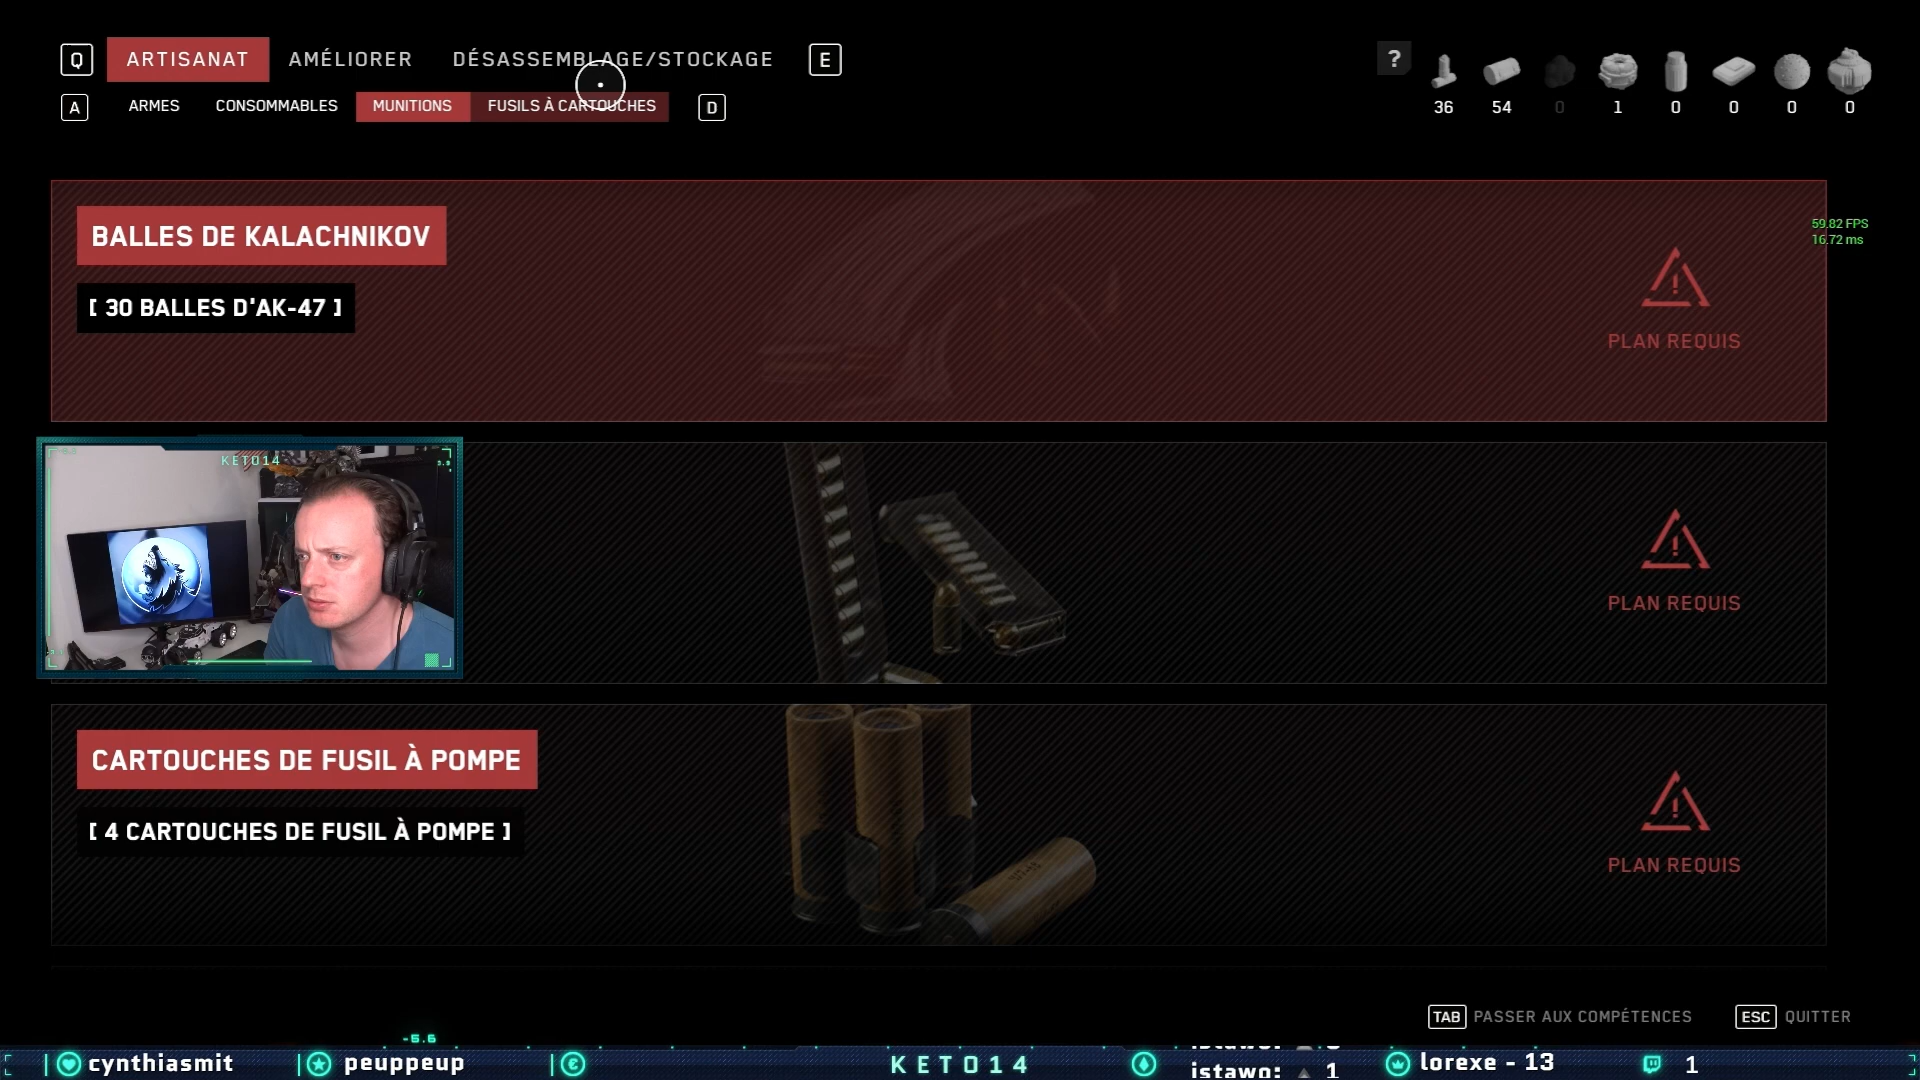 Q ARTISANAT AMÉLIORER DÉSASSEMBLAGE/STOCKAGE E
A ARMES CONSOMMABLES MUNITIONS FUSILS À CARTOUCHES D
?
36 54 0 1 0 0 0 0
BALLES DE KALACHNIKOV
[ 30 BALLES D'AK-47 ]
PLAN REQUIS
59.82 FPS
16.72 ms
KETO14
PLAN REQUIS
CARTOUCHES DE FUSIL À POMPE
[ 4 CARTOUCHES DE FUSIL À POMPE ]
PLAN REQUIS
TAB PASSER AUX COMPÉTENCES ESC QUITTER
-5.6
cynthiasmit peuppeup KETO14 istawo: 1 lorexe - 13 1